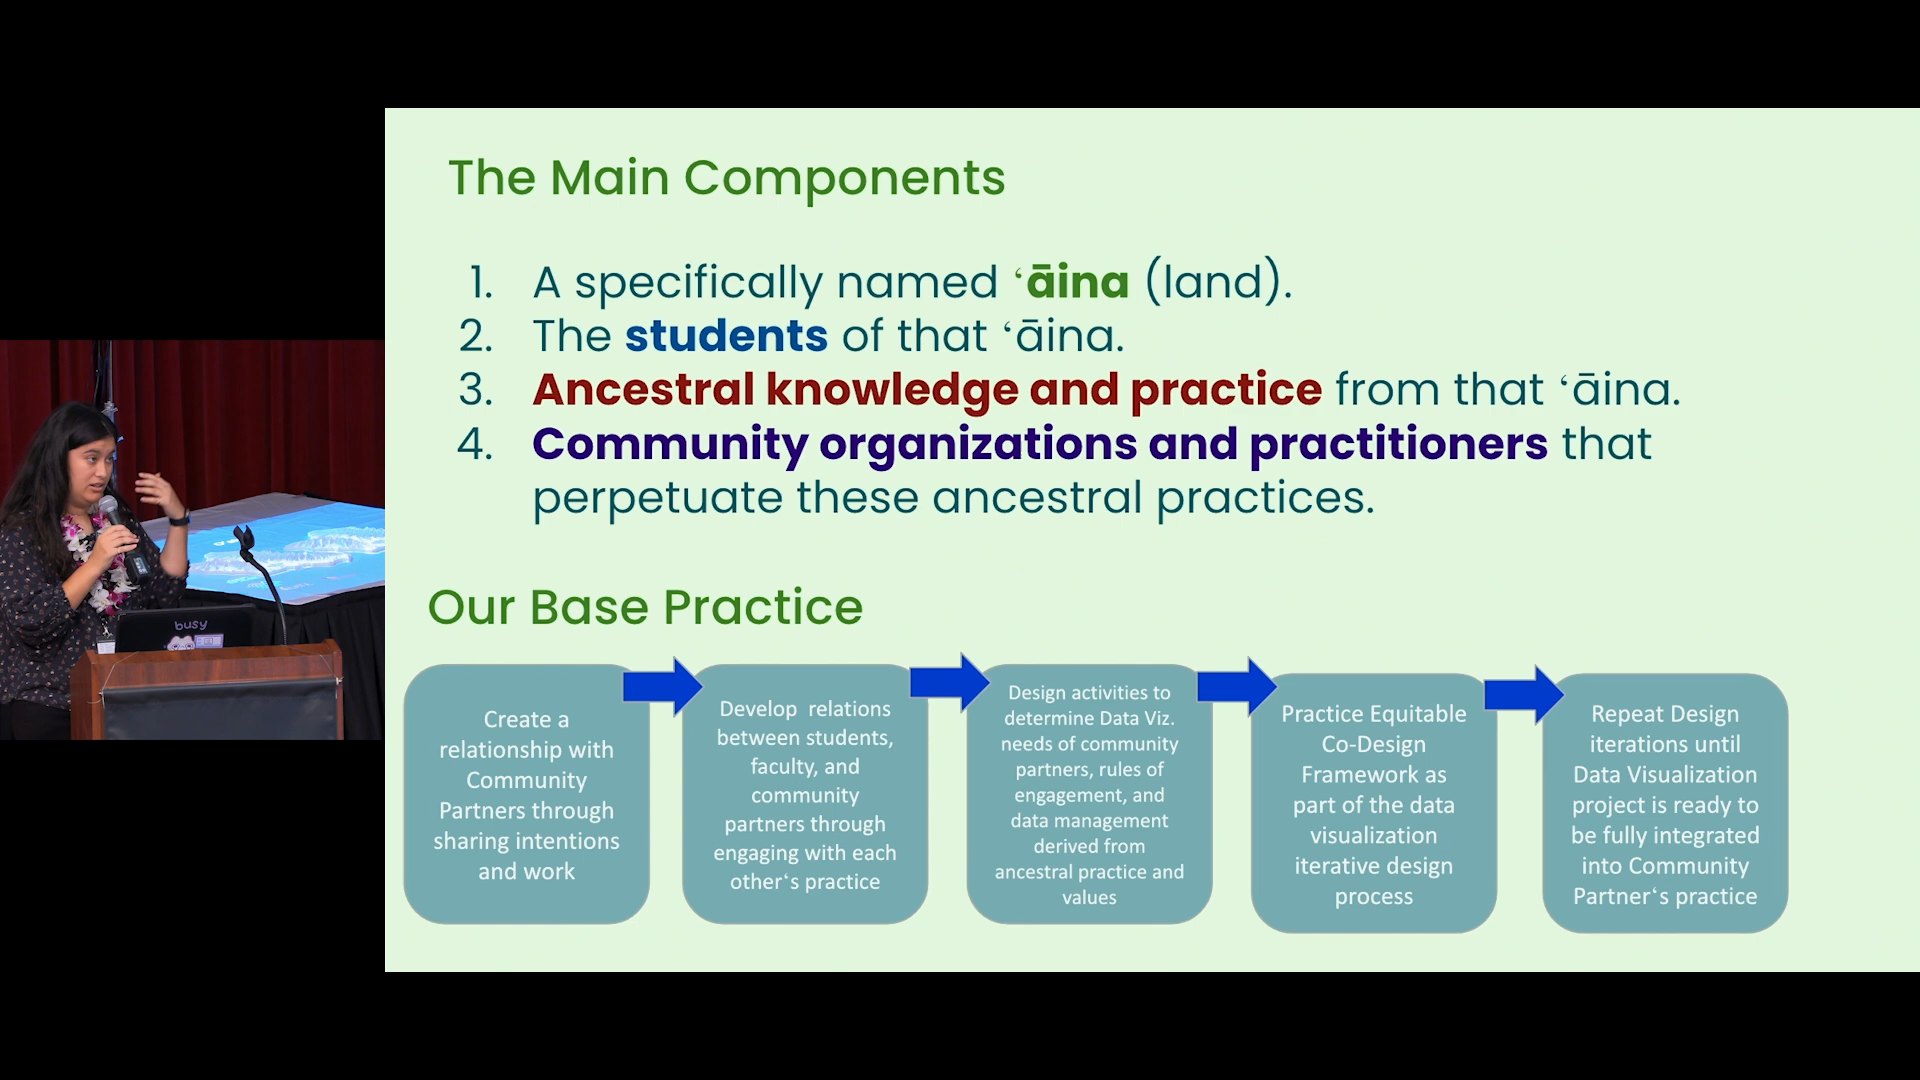 The Main Components
1. A specifically named ʻāina (land).
2. The students of that ʻāina.
3. Ancestral knowledge and practice from that ʻāina.
4. Community organizations and practitioners that
perpetuate these ancestral practices.
Our Base Practice
Create a
relationship with
Community
Partners through
sharing intentions
and work
Develop relations
between students,
faculty, and
community
partners through
engaging with each
otherʻs practice
Design activities to
determine Data Viz.
needs of community
partners, rules of
engagement, and
data management
derived from
ancestral practice and
values
Practice Equitable
Co-Design
Framework as
part of the data
visualization
iterative design
process
Repeat Design
iterations until
Data Visualization
project is ready to
be fully integrated
into Community
Partnerʻs practice
busy